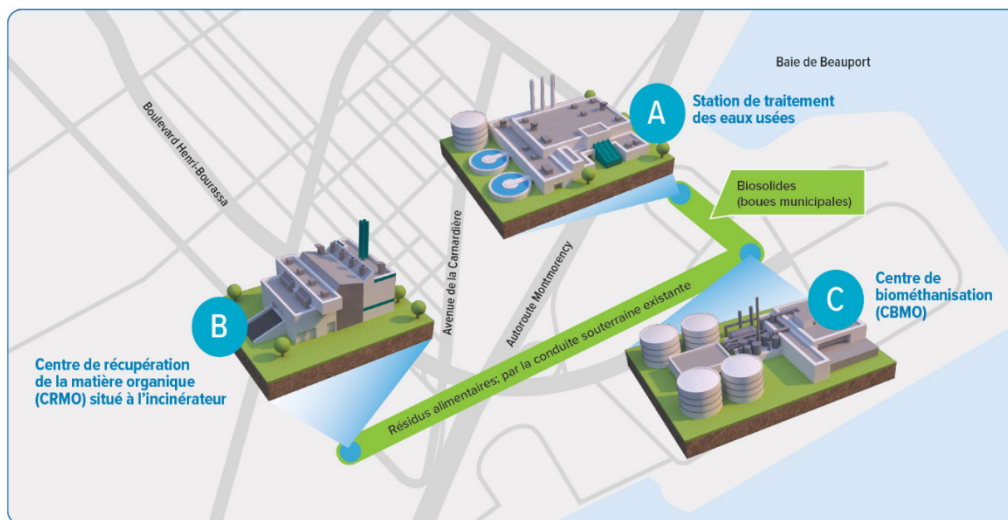 Baie de Beauport
A
Station de traitement
des eaux usées
Boulevard Henri-Bourassa
Biosolides
(boues municipales)
Avenue de la Canardière
Autoroute Montmorency
B
Centre de récupération
de la matière organique
(CRMO) situé à l'incinérateur
Résidus alimentaires; par la conduite souterraine existante
C
Centre de
biométhanisation
(CBMO)